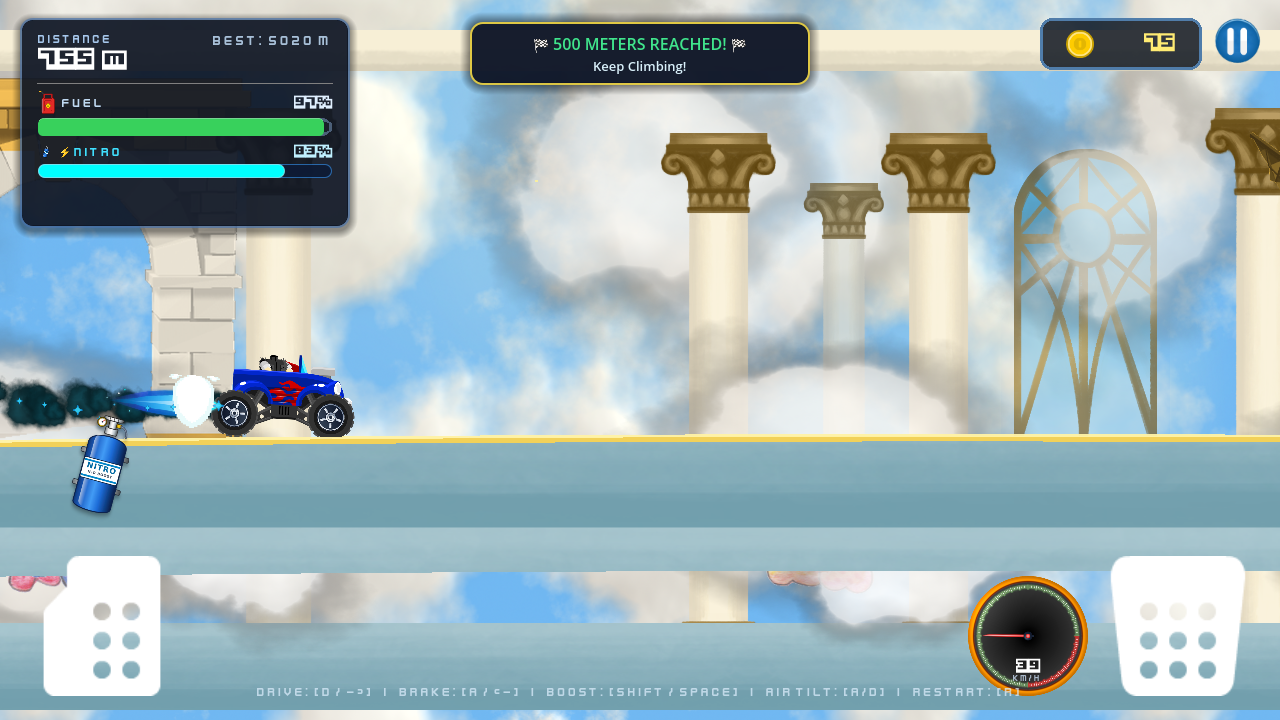 DISTANCE
755 m
BEST: 5020 M
FUEL
97%
⚡NITRO
83%
🏁 500 METERS REACHED! 🏁
Keep Climbing!
75
NITRO
39
KM/H
DRIVE: [D / ->] | BRAKE: [A / <-] | BOOST: [SHIFT / SPACE] | AIR TILT: [A/D] | RESTART: [R]